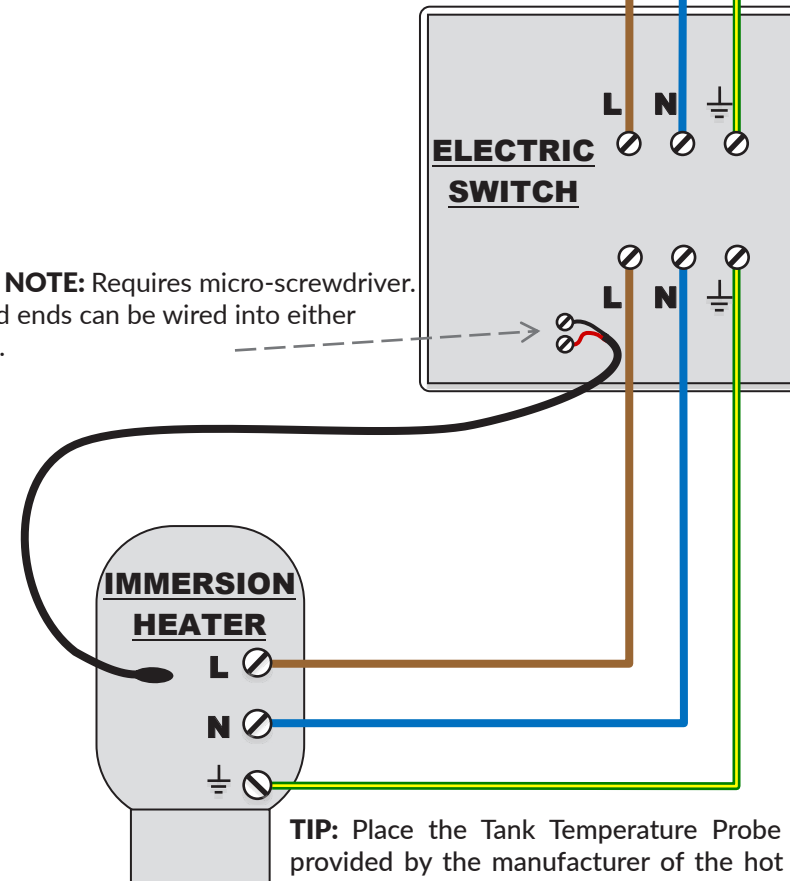 L N
ELECTRIC
SWITCH
NOTE: Requires micro-screwdriver.
ends can be wired into either
L N
IMMERSION
HEATER
L
N
TIP: Place the Tank Temperature Probe
provided by the manufacturer of the hot